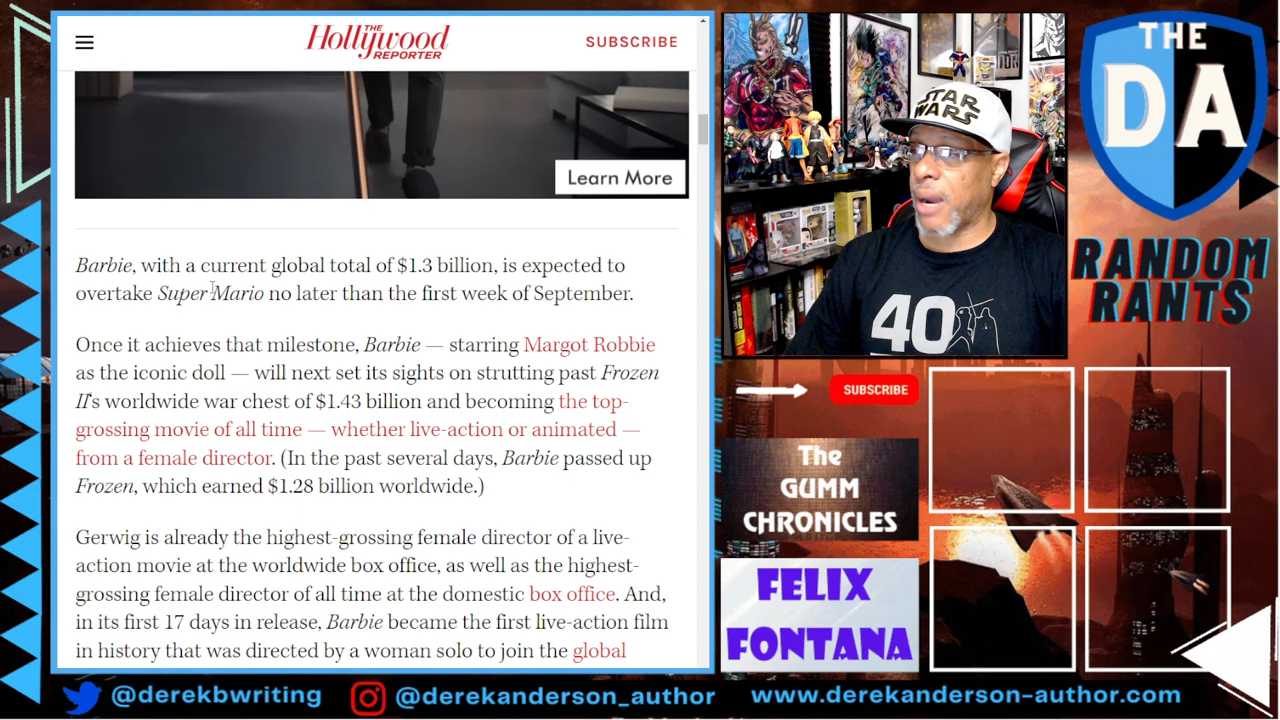 THE
Hollywood
REPORTER
SUBSCRIBE
Learn More
Barbie, with a current global total of $1.3 billion, is expected to
overtake Super Mario no later than the first week of September.
Once it achieves that milestone, Barbie — starring Margot Robbie
as the iconic doll — will next set its sights on strutting past Frozen
II's worldwide war chest of $1.43 billion and becoming the top-
grossing movie of all time — whether live-action or animated —
from a female director. (In the past several days, Barbie passed up
Frozen, which earned $1.28 billion worldwide.)
Gerwig is already the highest-grossing female director of a live-
action movie at the worldwide box office, as well as the highest-
grossing female director of all time at the domestic box office. And,
in its first 17 days in release, Barbie became the first live-action film
in history that was directed by a woman solo to join the global
STAR
WARS
40
THE
DA
RANDOM
RANTS
SUBSCRIBE
The
GUMM
CHRONICLES
FELIX
FONTANA
@derekbwriting
@derekanderson_author
www.derekanderson-author.com